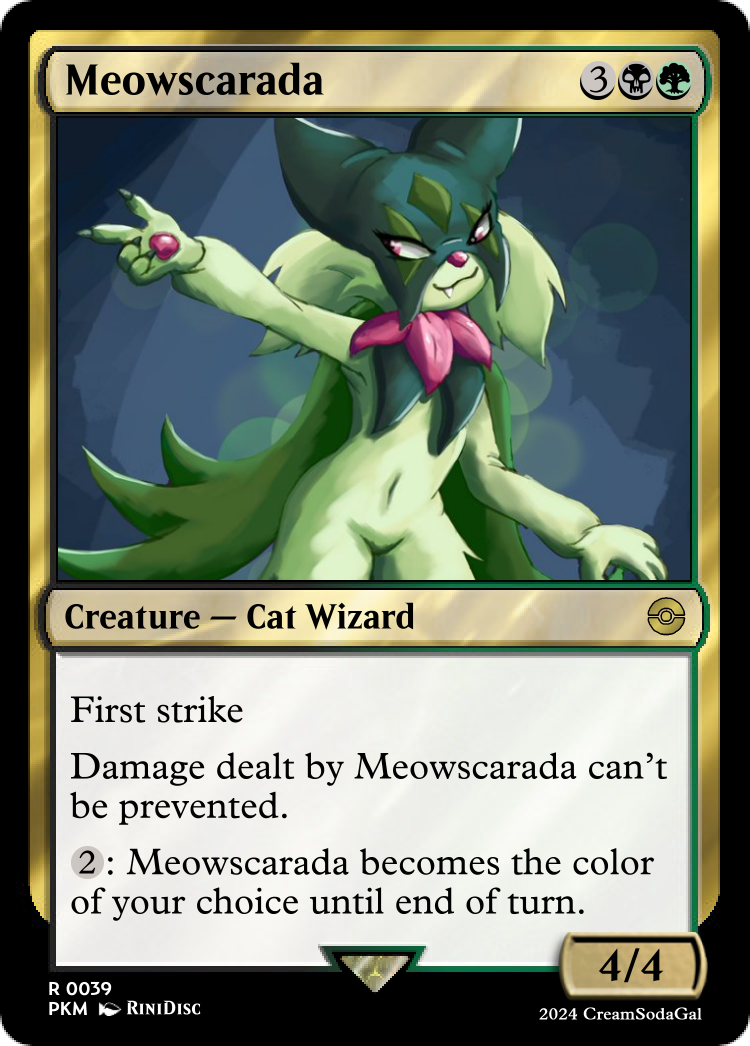 Meowscarada 3
Creature — Cat Wizard
First strike
Damage dealt by Meowscarada can't
be prevented.
2: Meowscarada becomes the color
of your choice until end of turn.
4/4
R 0039
PKM RiniDisc
2024 CreamSodaGal